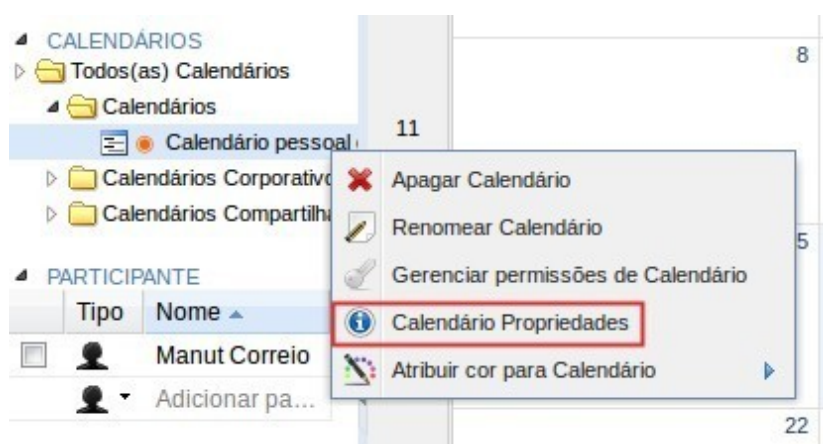 CALENDÁRIOS
Todos(as) Calendários
Calendários
Calendário pessoal
Calendários Corporativo
Calendários Compartilh
PARTICIPANTE
Tipo Nome
Manut Correio
Adicionar pa...
8
11
Apagar Calendário
Renomear Calendário
5
Gerenciar permissões de Calendário
Calendário Propriedades
Atribuir cor para Calendário
22